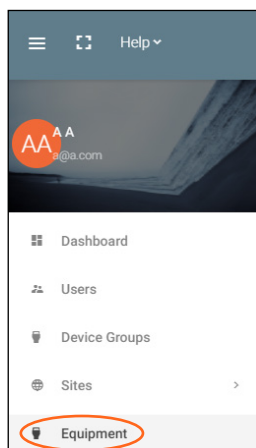 Help
AA
A A
a@a.com
Dashboard
Users
Device Groups
Sites
Equipment